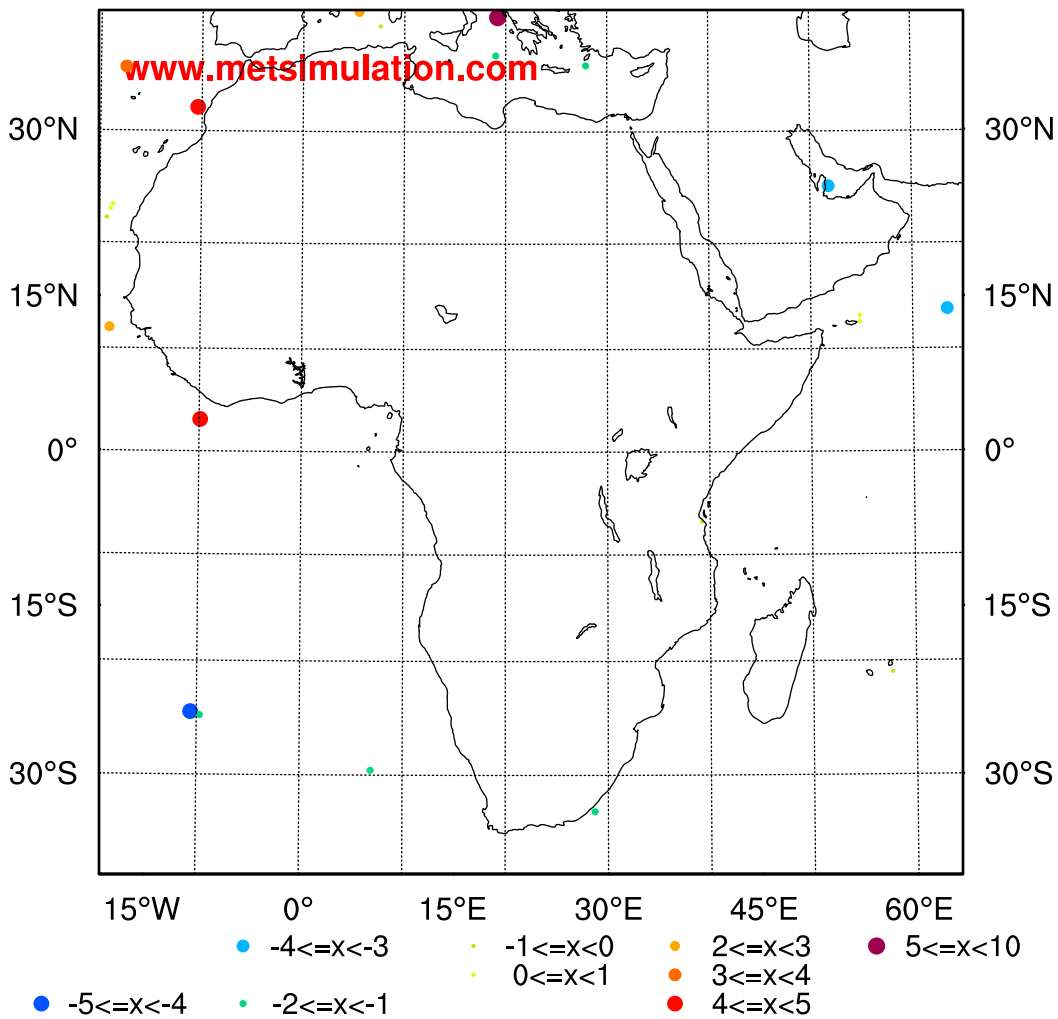 www.metsimulation.com
30°N 30°N
15°N 15°N
0° 0°
15°S 15°S
30°S 30°S
15°W 0° 15°E 30°E 45°E 60°E
-4<=x<-3 -1<=x<0 2<=x<3 5<=x<10
0<=x<1 3<=x<4
-5<=x<-4 -2<=x<-1 4<=x<5